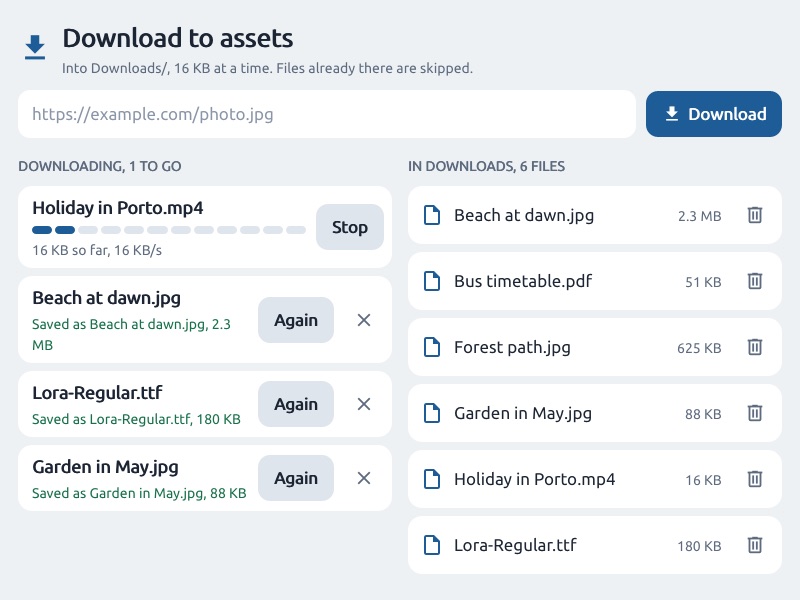 Download to assets
Into Downloads/, 16 KB at a time. Files already there are skipped.
https://example.com/photo.jpg
Download
DOWNLOADING, 1 TO GO
Holiday in Porto.mp4
16 KB so far, 16 KB/s
Stop
Beach at dawn.jpg
Saved as Beach at dawn.jpg, 2.3
MB
Again
Lora-Regular.ttf
Saved as Lora-Regular.ttf, 180 KB
Again
Garden in May.jpg
Saved as Garden in May.jpg, 88 KB
Again
IN DOWNLOADS, 6 FILES
Beach at dawn.jpg 2.3 MB
Bus timetable.pdf 51 KB
Forest path.jpg 625 KB
Garden in May.jpg 88 KB
Holiday in Porto.mp4 16 KB
Lora-Regular.ttf 180 KB